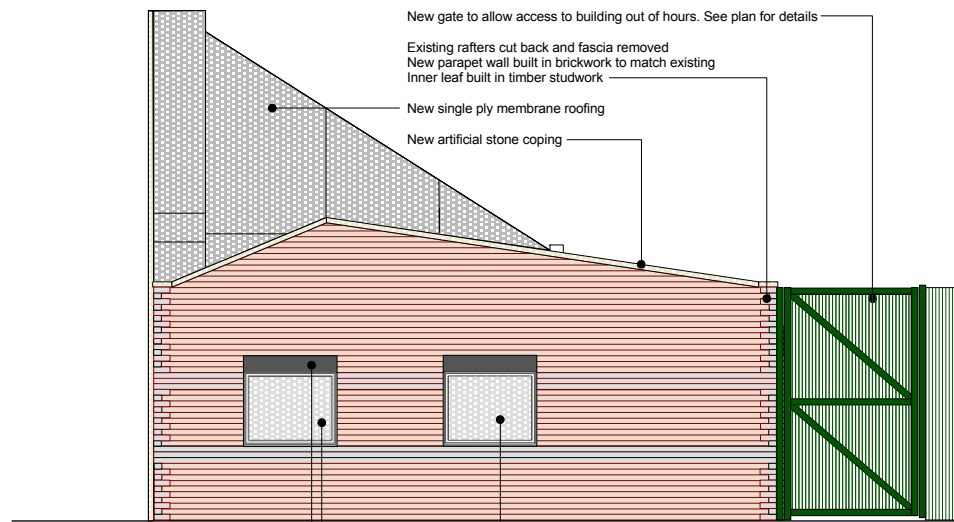 New gate to allow access to building out of hours. See plan for details
Existing rafters cut back and fascia removed
New parapet wall built in brickwork to match existing
Inner leaf built in timber studwork
New single ply membrane roofing
New artificial stone coping